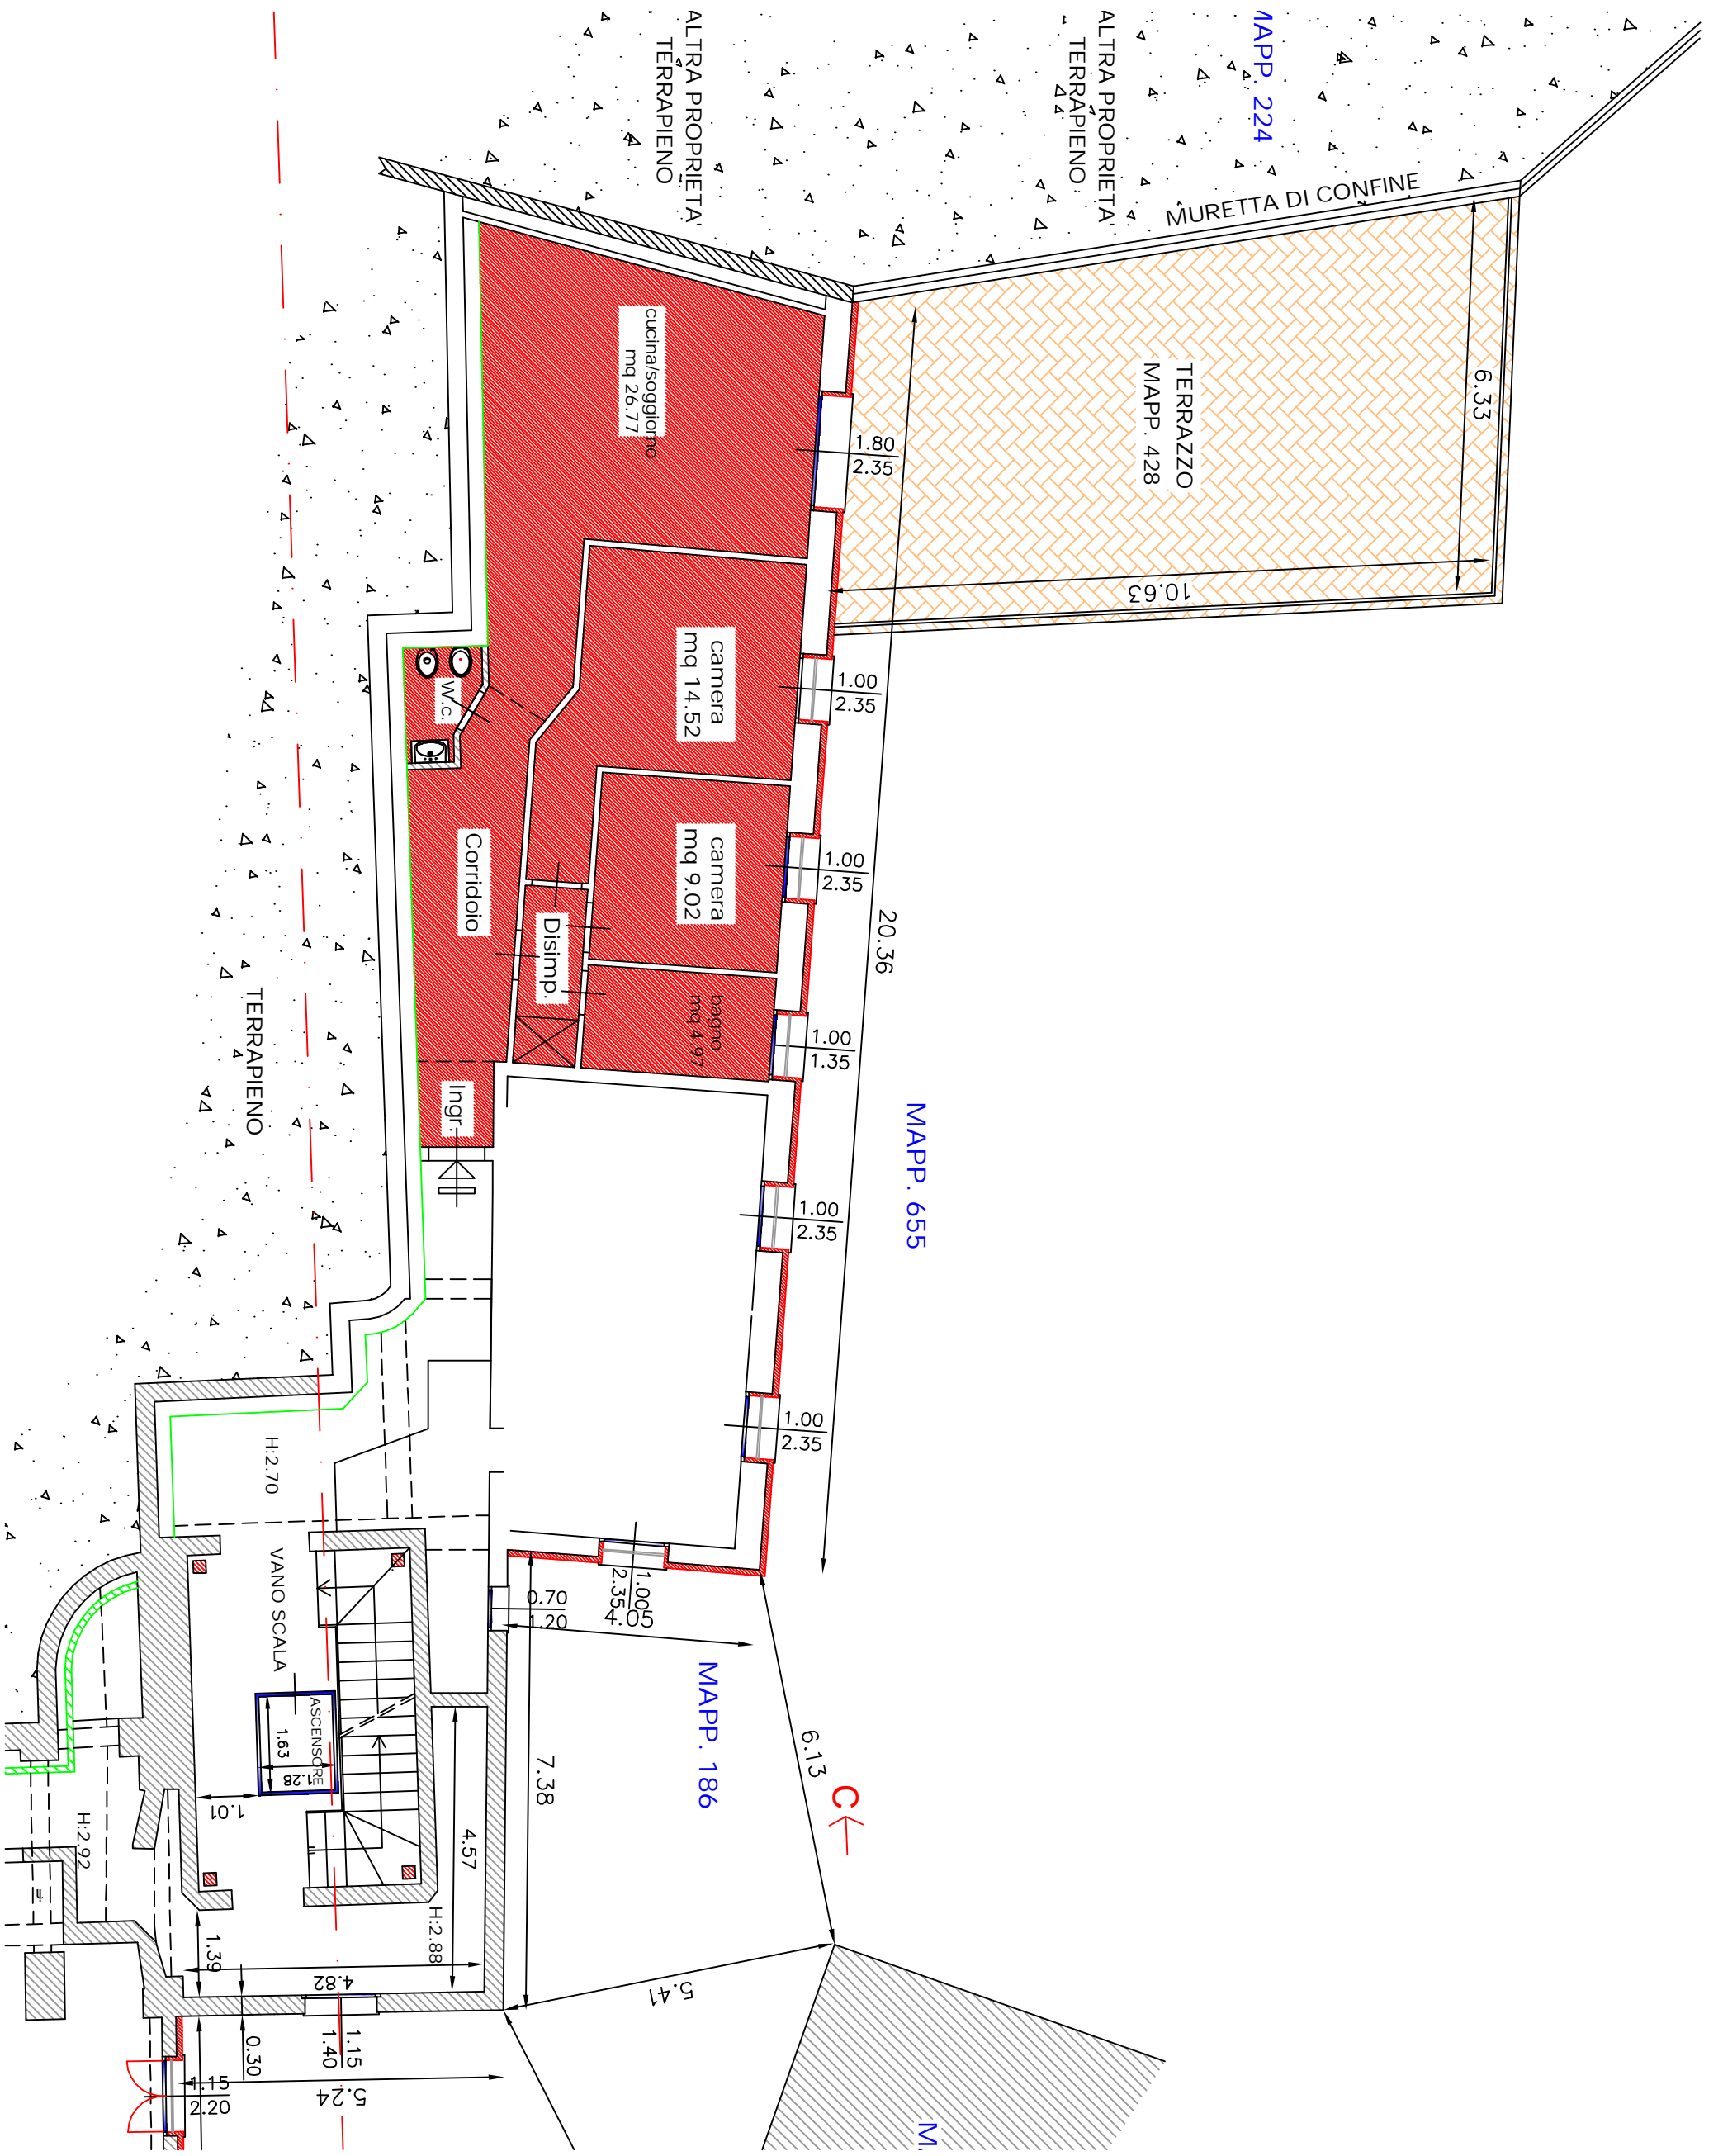 MAPP. 224
ALTRA PROPRIETA'
TERRAPIENO
ALTRA PROPRIETA'
TERRAPIENO
MURETTA DI CONFINE
6.33
TERRAZZO
MAPP. 428
10.63
cucina/soggiorno
mq 26.77
1.80
2.35
camera
mq 14.52
1.00
2.35
W.c.
camera
mq 9.02
1.00
2.35
Corridoio
Disimp.
20.36
bagno
mq 4.97
1.00
1.35
TERRAPIENO
Ingr.
MAPP. 655
1.00
2.35
1.00
2.35
H:2.70
VANO SCALA
1.00
2.35
4.05
0.70
1.20
MAPP. 186
6.13
C
ASCENSORE
1.63
1.28
1.01
7.38
4.57
H:2.92
H:2.88
1.39
4.82
5.41
0.30
1.15
1.40
1.15
2.20
5.24